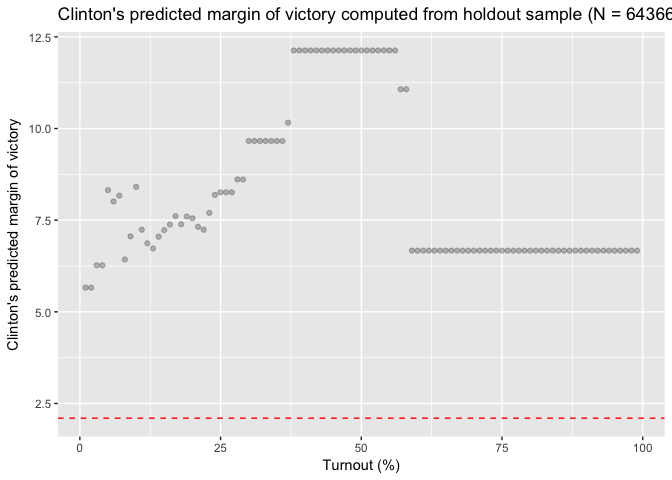 Clinton's predicted margin of victory computed from holdout sample (N = 64366
12.5
10.0
7.5
5.0
2.5
Clinton's predicted margin of victory
0 25 50 75 100
Turnout (%)